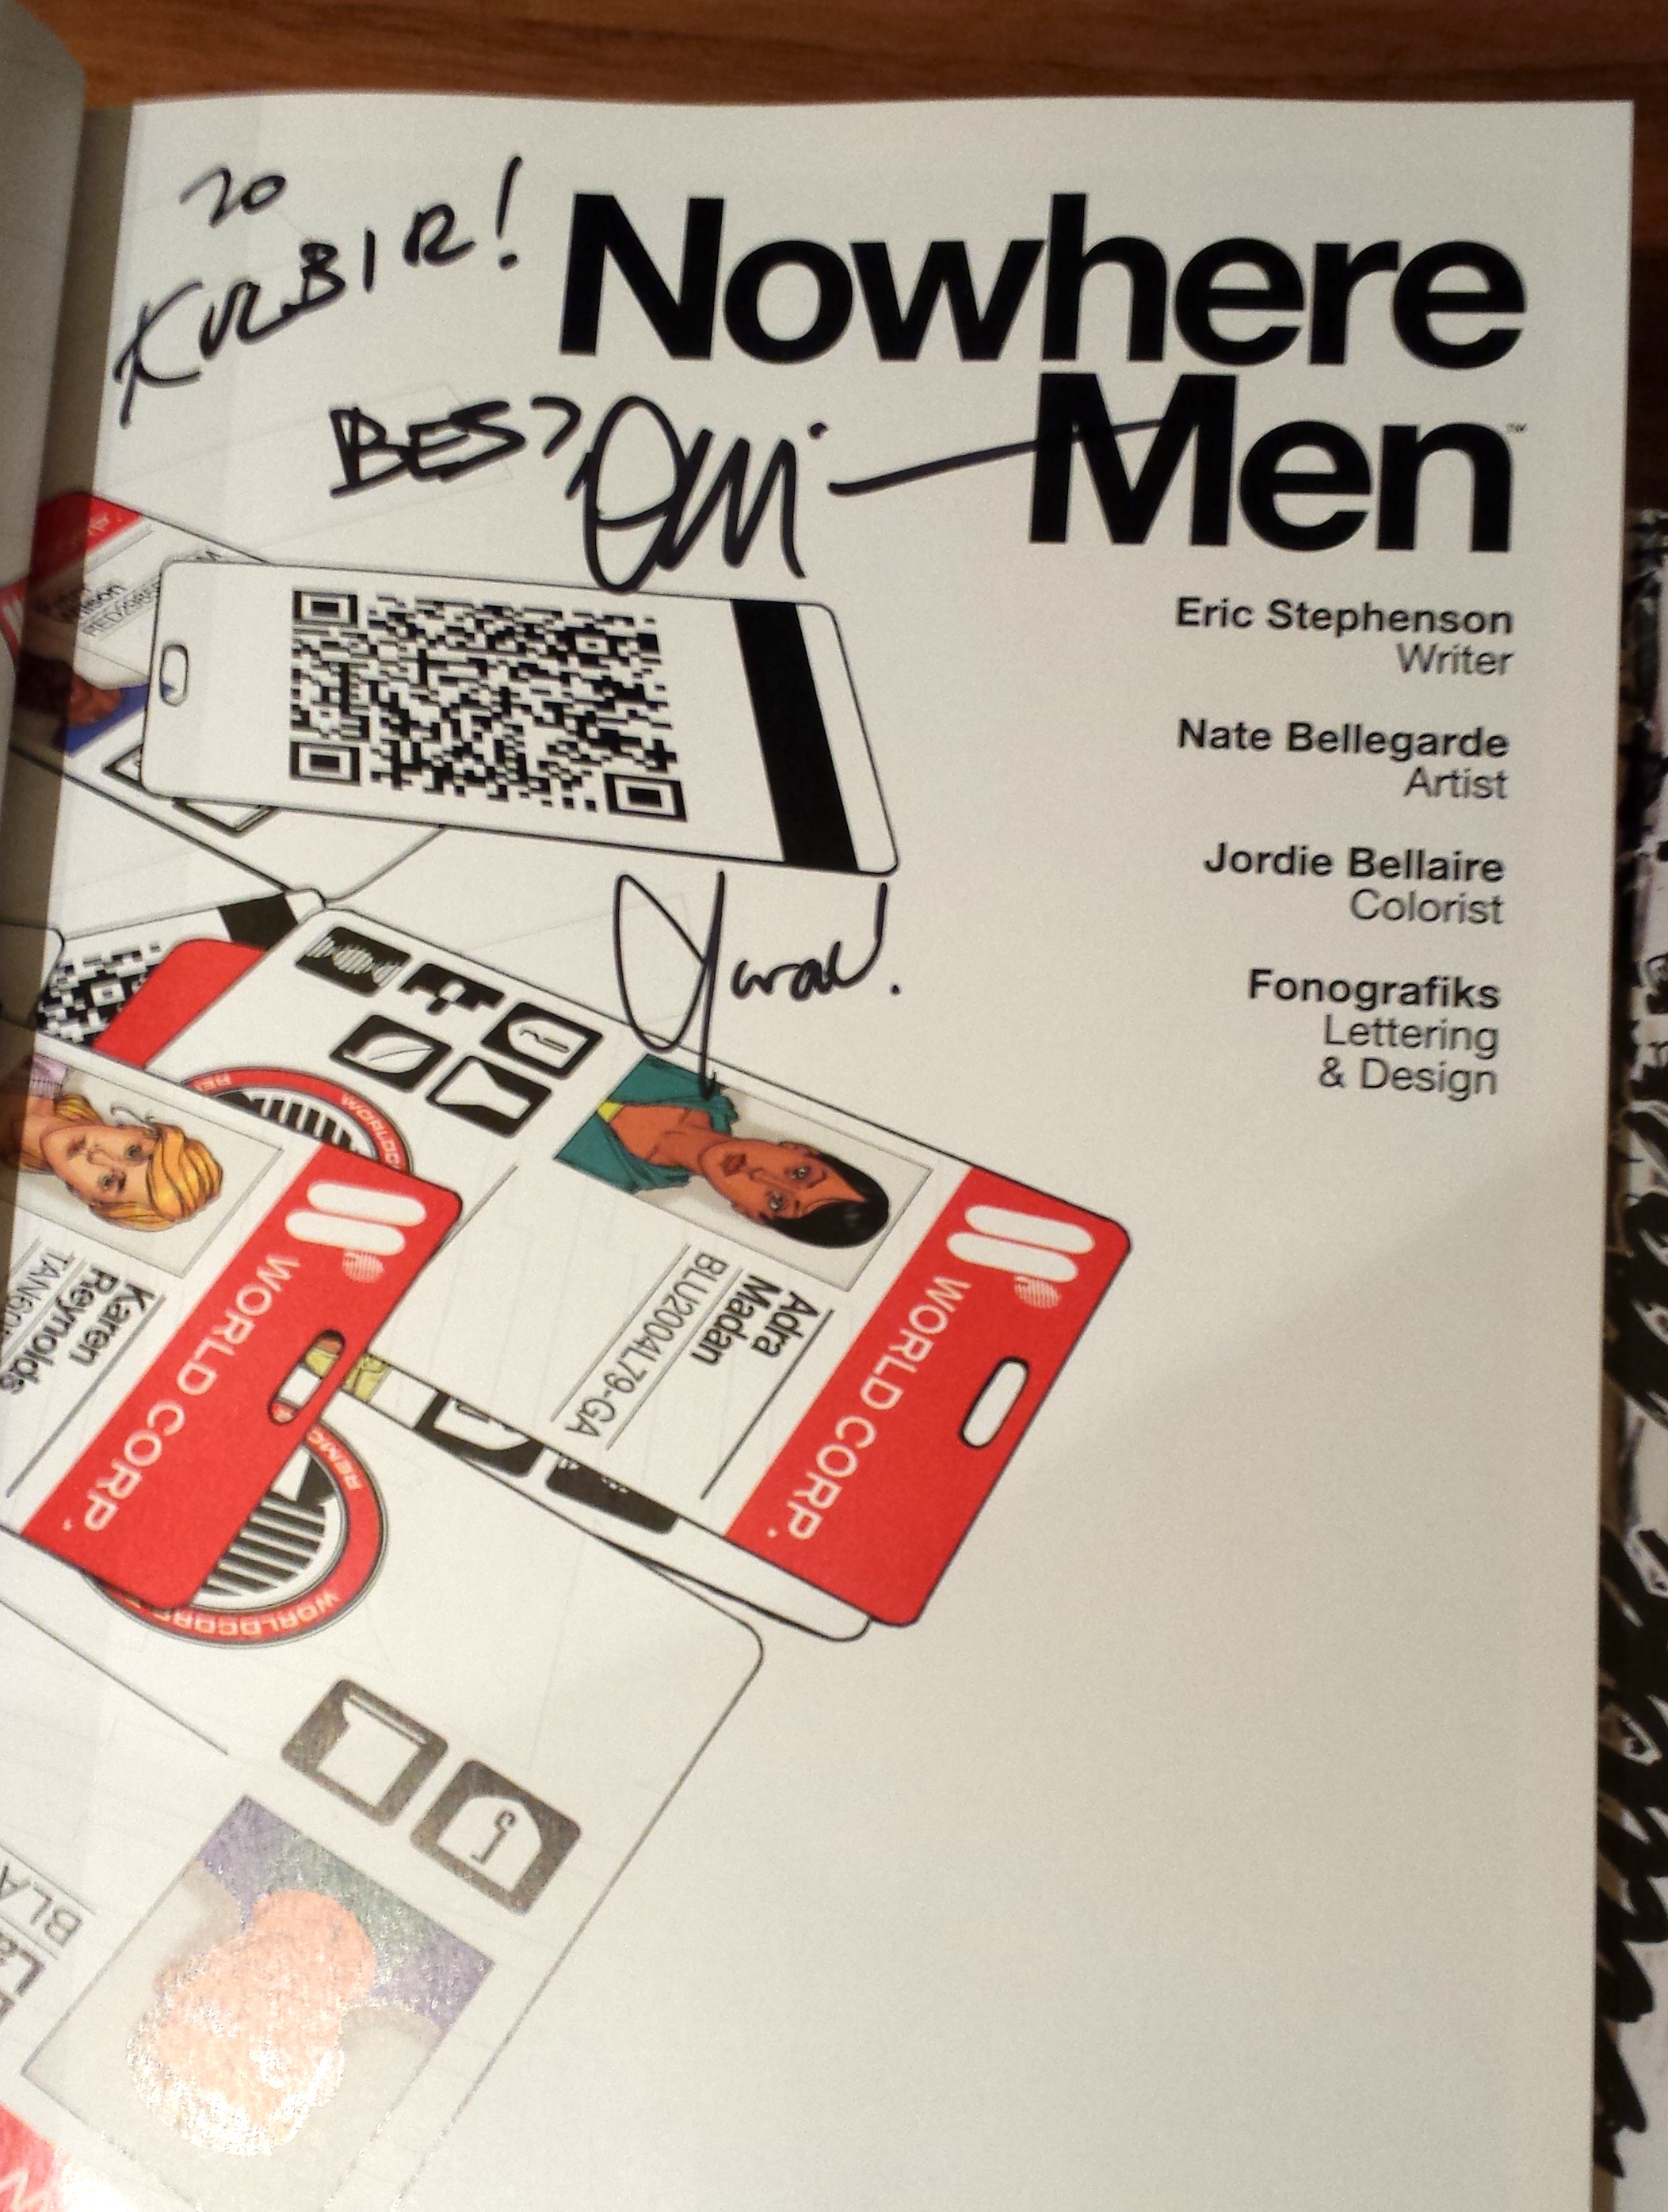 TO
KURBIR!
BEST
Nowhere
Men™
Eric Stephenson
Writer
Nate Bellegarde
Artist
Jordie Bellaire
Colorist
Fonografiks
Lettering
& Design
WORLD CORP.
Adra
Madan
BLU2004L79-GA
WORLD CORP.
Karen
Reynolds